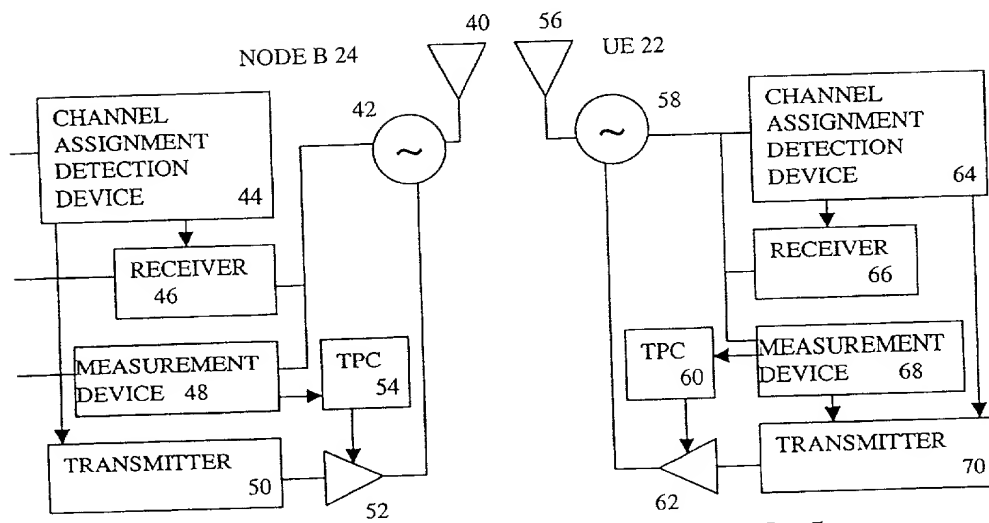 40
56
NODE B 24
UE 22
42
58
CHANNEL
ASSIGNMENT
DETECTION
DEVICE
44
~
~
CHANNEL
ASSIGNMENT
DETECTION
DEVICE
64
RECEIVER
46
RECEIVER
66
MEASUREMENT
DEVICE 48
TPC
54
TPC
60
MEASUREMENT
DEVICE 68
TRANSMITTER
50
52
62
TRANSMITTER
70